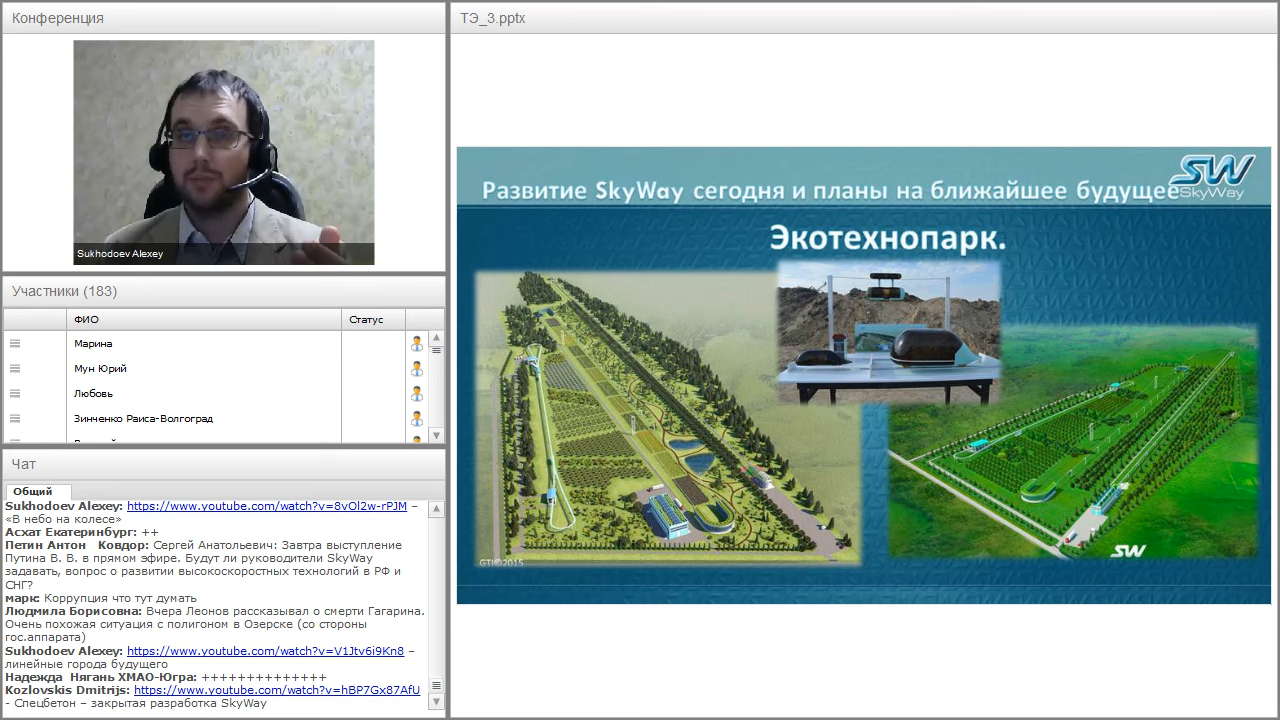 Конференция
Sukhodoev Alexey
Участники (183)
ФИО
Статус
Марина
Мун Юрий
Любовь
Зинченко Раиса-Волгоград
Чат
Общий
Sukhodoev Alexey: https://www.youtube.com/watch?v=8vOl2w-rPJM –
«В небо на колесе»
Асхат Екатеринбург: ++
Петин Антон Ковдор: Сергей Анатольевич: Завтра выступление
Путина В. В. в прямом эфире. Будут ли руководители SkyWay
задавать, вопрос о развитии высокоскоростных технологий в РФ и
СНГ?
марк: Коррупция что тут думать
Людмила Борисовна: Вчера Леонов рассказывал о смерти Гагарина.
Очень похожая ситуация с полигоном в Озерске (со стороны
гос.аппарата)
Sukhodoev Alexey: https://www.youtube.com/watch?v=V1Jtv6i9Kn8 –
линейные города будущего
Надежда Нягань ХМАО-Югра: ++++++++++++++
Kozlovskis Dmitrijs: https://www.youtube.com/watch?v=hBP7Gx87AfU
- Спецбетон – закрытая разработка SkyWay
ТЭ_3.pptx
SW
SkyWay
Развитие SkyWay сегодня и планы на ближайшее будущее
Экотехнопарк.
GTI©2015
SW